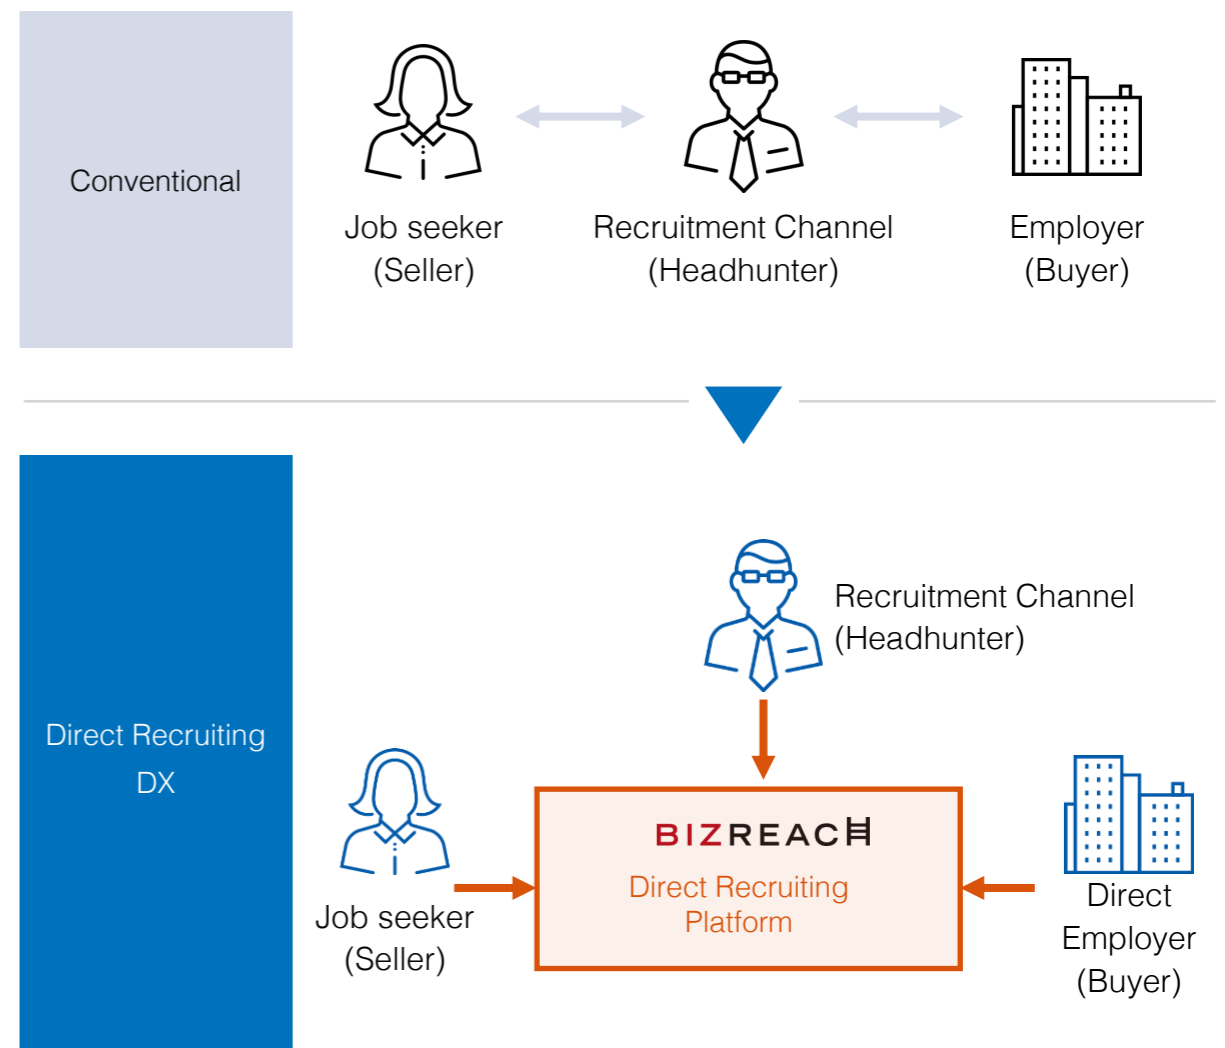 Conventional
Job seeker
(Seller)
Recruitment Channel
(Headhunter)
Employer
(Buyer)
Direct Recruiting
DX
Recruitment Channel
(Headhunter)
Job seeker
(Seller)
BIZREACH
Direct Recruiting
Platform
Direct
Employer
(Buyer)